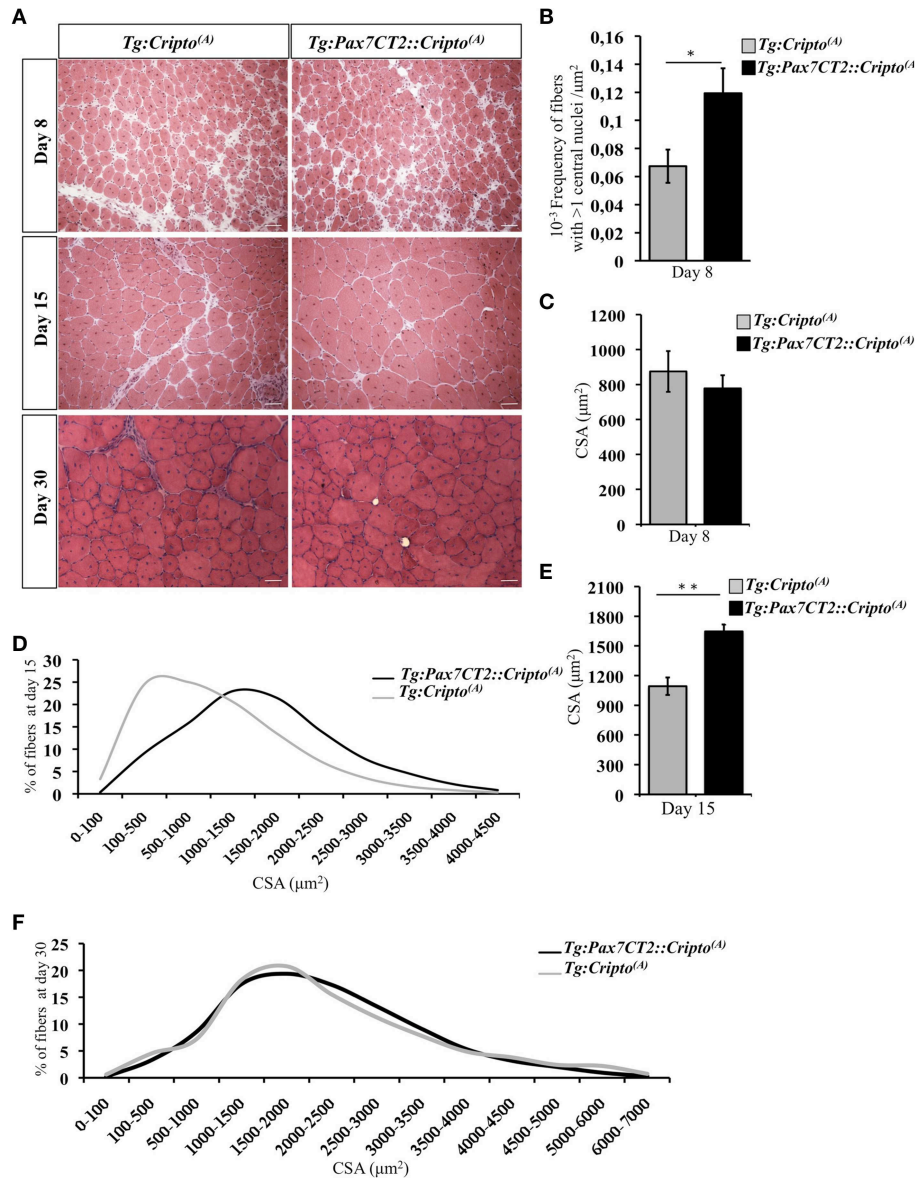 A
Tg:Cripto(A)
Tg:Pax7CT2::Cripto(A)
Day 8
Day 15
Day 30
B
0,16
0,14
0,12
0,1
0,08
0,06
0,04
0,02
0
10-3 Frequency of fibers
with >1 central nuclei /µm2
*
Tg:Cripto(A)
Tg:Pax7CT2::Cripto(A
Day 8
C
1200
1000
800
600
400
200
0
CSA (µm2)
Tg:Cripto(A)
Tg:Pax7CT2::Cripto(A)
Day 8
D
30
25
20
15
10
5
0
% of fibers at day 15
Tg:Pax7CT2::Cripto(A)
Tg:Cripto(A)
0-100
100-500
500-1000
1000-1500
1500-2000
2000-2500
2500-3000
3000-3500
3500-4000
4000-4500
CSA (µm2)
E
2100
1800
1500
1200
900
600
300
0
CSA (µm2)
**
Tg:Cripto(A)
Tg:Pax7CT2::Cripto(A)
Day 15
F
25
20
15
10
5
0
% of fibers at day 30
Tg:Pax7CT2::Cripto(A)
Tg:Cripto(A)
0-100
100-500
500-1000
1000-1500
1500-2000
2000-2500
2500-3000
3000-3500
3500-4000
4000-4500
4500-5000
5000-6000
6000-7000
CSA (µm2)